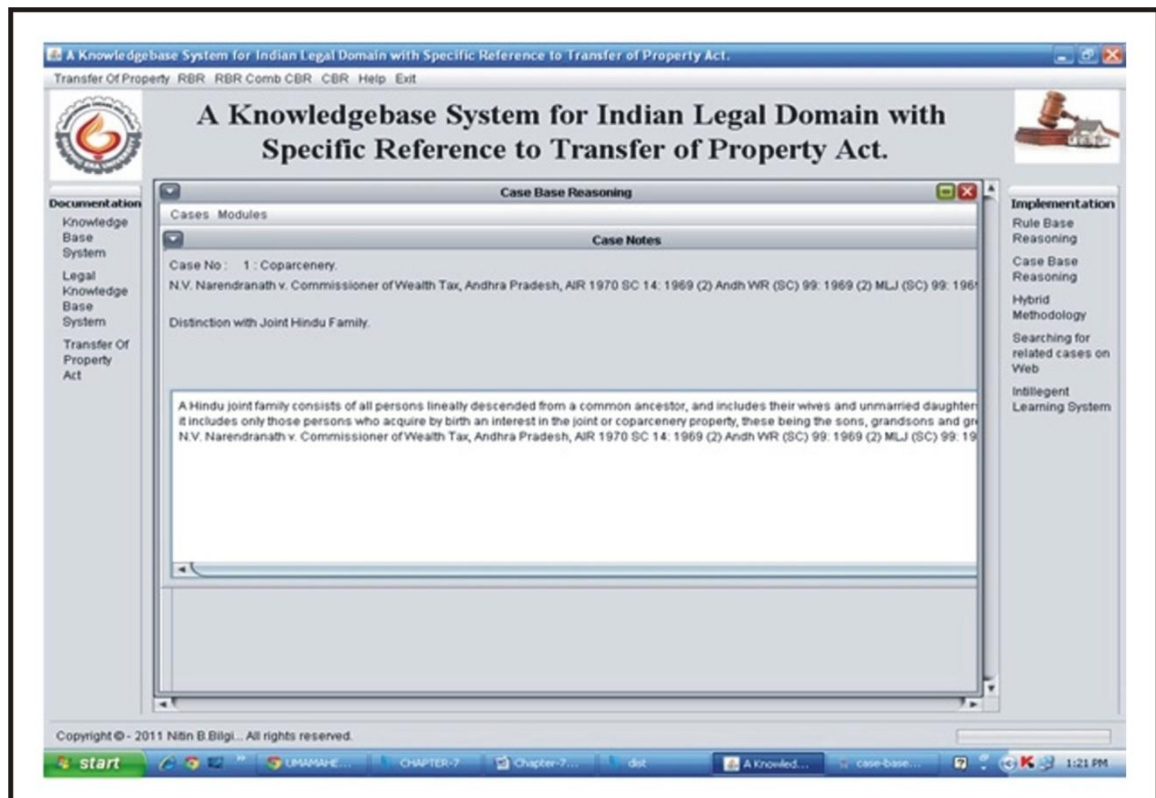 A Knowledgebase System for Indian Legal Domain with Specific Reference to Transfer of Property Act.
Transfer Of Property RBR RBR Comb CBR CBR Help Exit
A Knowledgebase System for Indian Legal Domain with
Specific Reference to Transfer of Property Act.
Documentation
Knowledge
Base
System
Legal
Knowledge
Base
System
Transfer Of
Property
Act
Case Base Reasoning
Cases Modules
Case Notes
Case No : 1 : Coparcenery.
N.V. Narendranath v. Commissioner of Wealth Tax, Andhra Pradesh, AIR 1970 SC 14: 1969 (2) Andh WR (SC) 99: 1969 (2) MLJ (SC) 99: 196
Distinction with Joint Hindu Family.
A Hindu joint family consists of all persons lineally descended from a common ancestor, and includes their wives and unmarried daughter
it includes only those persons who acquire by birth an interest in the joint or coparcenery property, these being the sons, grandsons and gre
N.V. Narendranath v. Commissioner of Wealth Tax, Andhra Pradesh, AIR 1970 SC 14: 1969 (2) Andh WR (SC) 99: 1969 (2) MLJ (SC) 99: 19
Implementation
Rule Base
Reasoning
Case Base
Reasoning
Hybrid
Methodology
Searching for
related cases on
Web
Intillegent
Learning System
Copyright © - 2011 Nitin B.Bilgi... All rights reserved.
start UMAMAHE... CHAPTER-7 Chapter-7... dist A Knowled... case-base... 1:21 PM